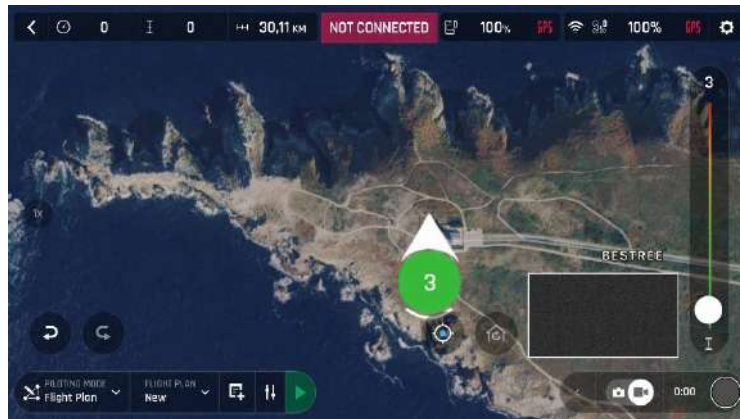 0 0 30,11 KM NOT CONNECTED 100% GPS 100% GPS
3
1x
BESTRÉE
3
PILOTING MODE
Flight Plan
FLIGHT PLAN
New
0:00